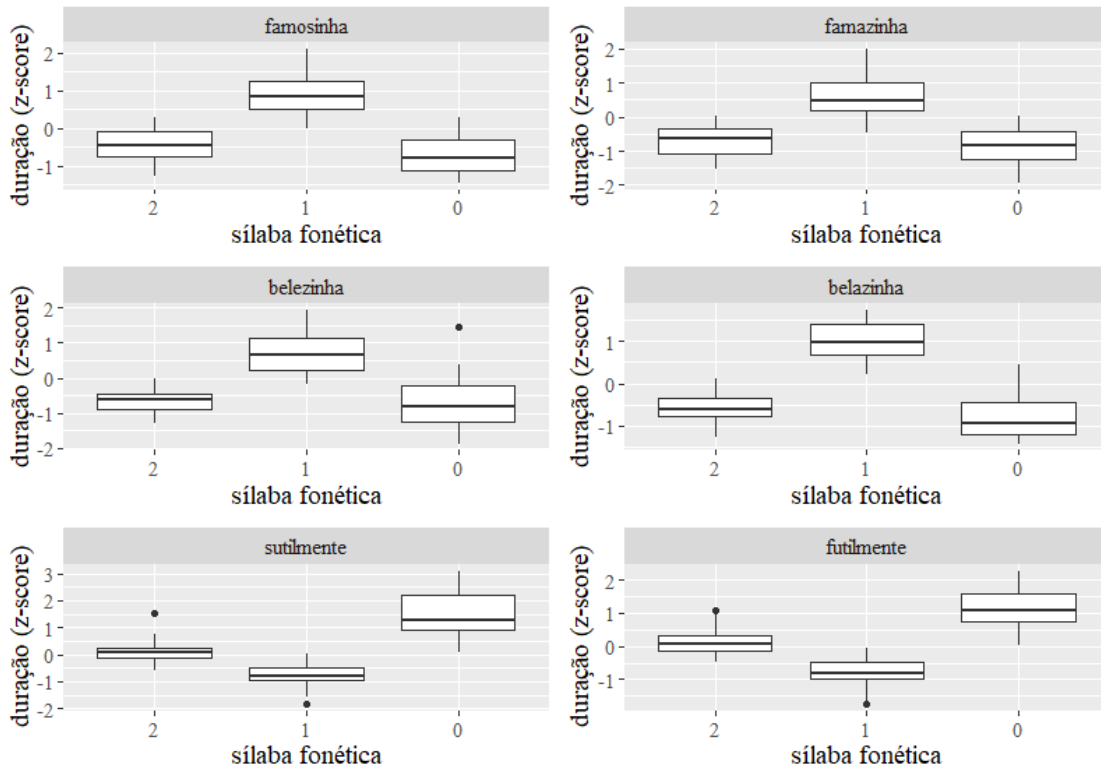 famosinha
duração (z-score)
2
1
0
-1
2 1 0
sílaba fonética
famazinha
duração (z-score)
2
1
0
-1
-2
2 1 0
sílaba fonética
belezinha
duração (z-score)
2
1
0
-1
-2
2 1 0
sílaba fonética
belazinha
duração (z-score)
1
0
-1
2 1 0
sílaba fonética
sutilmente
duração (z-score)
3
2
1
0
-1
-2
2 1 0
sílaba fonética
futilmente
duração (z-score)
2
1
0
-1
2 1 0
sílaba fonética